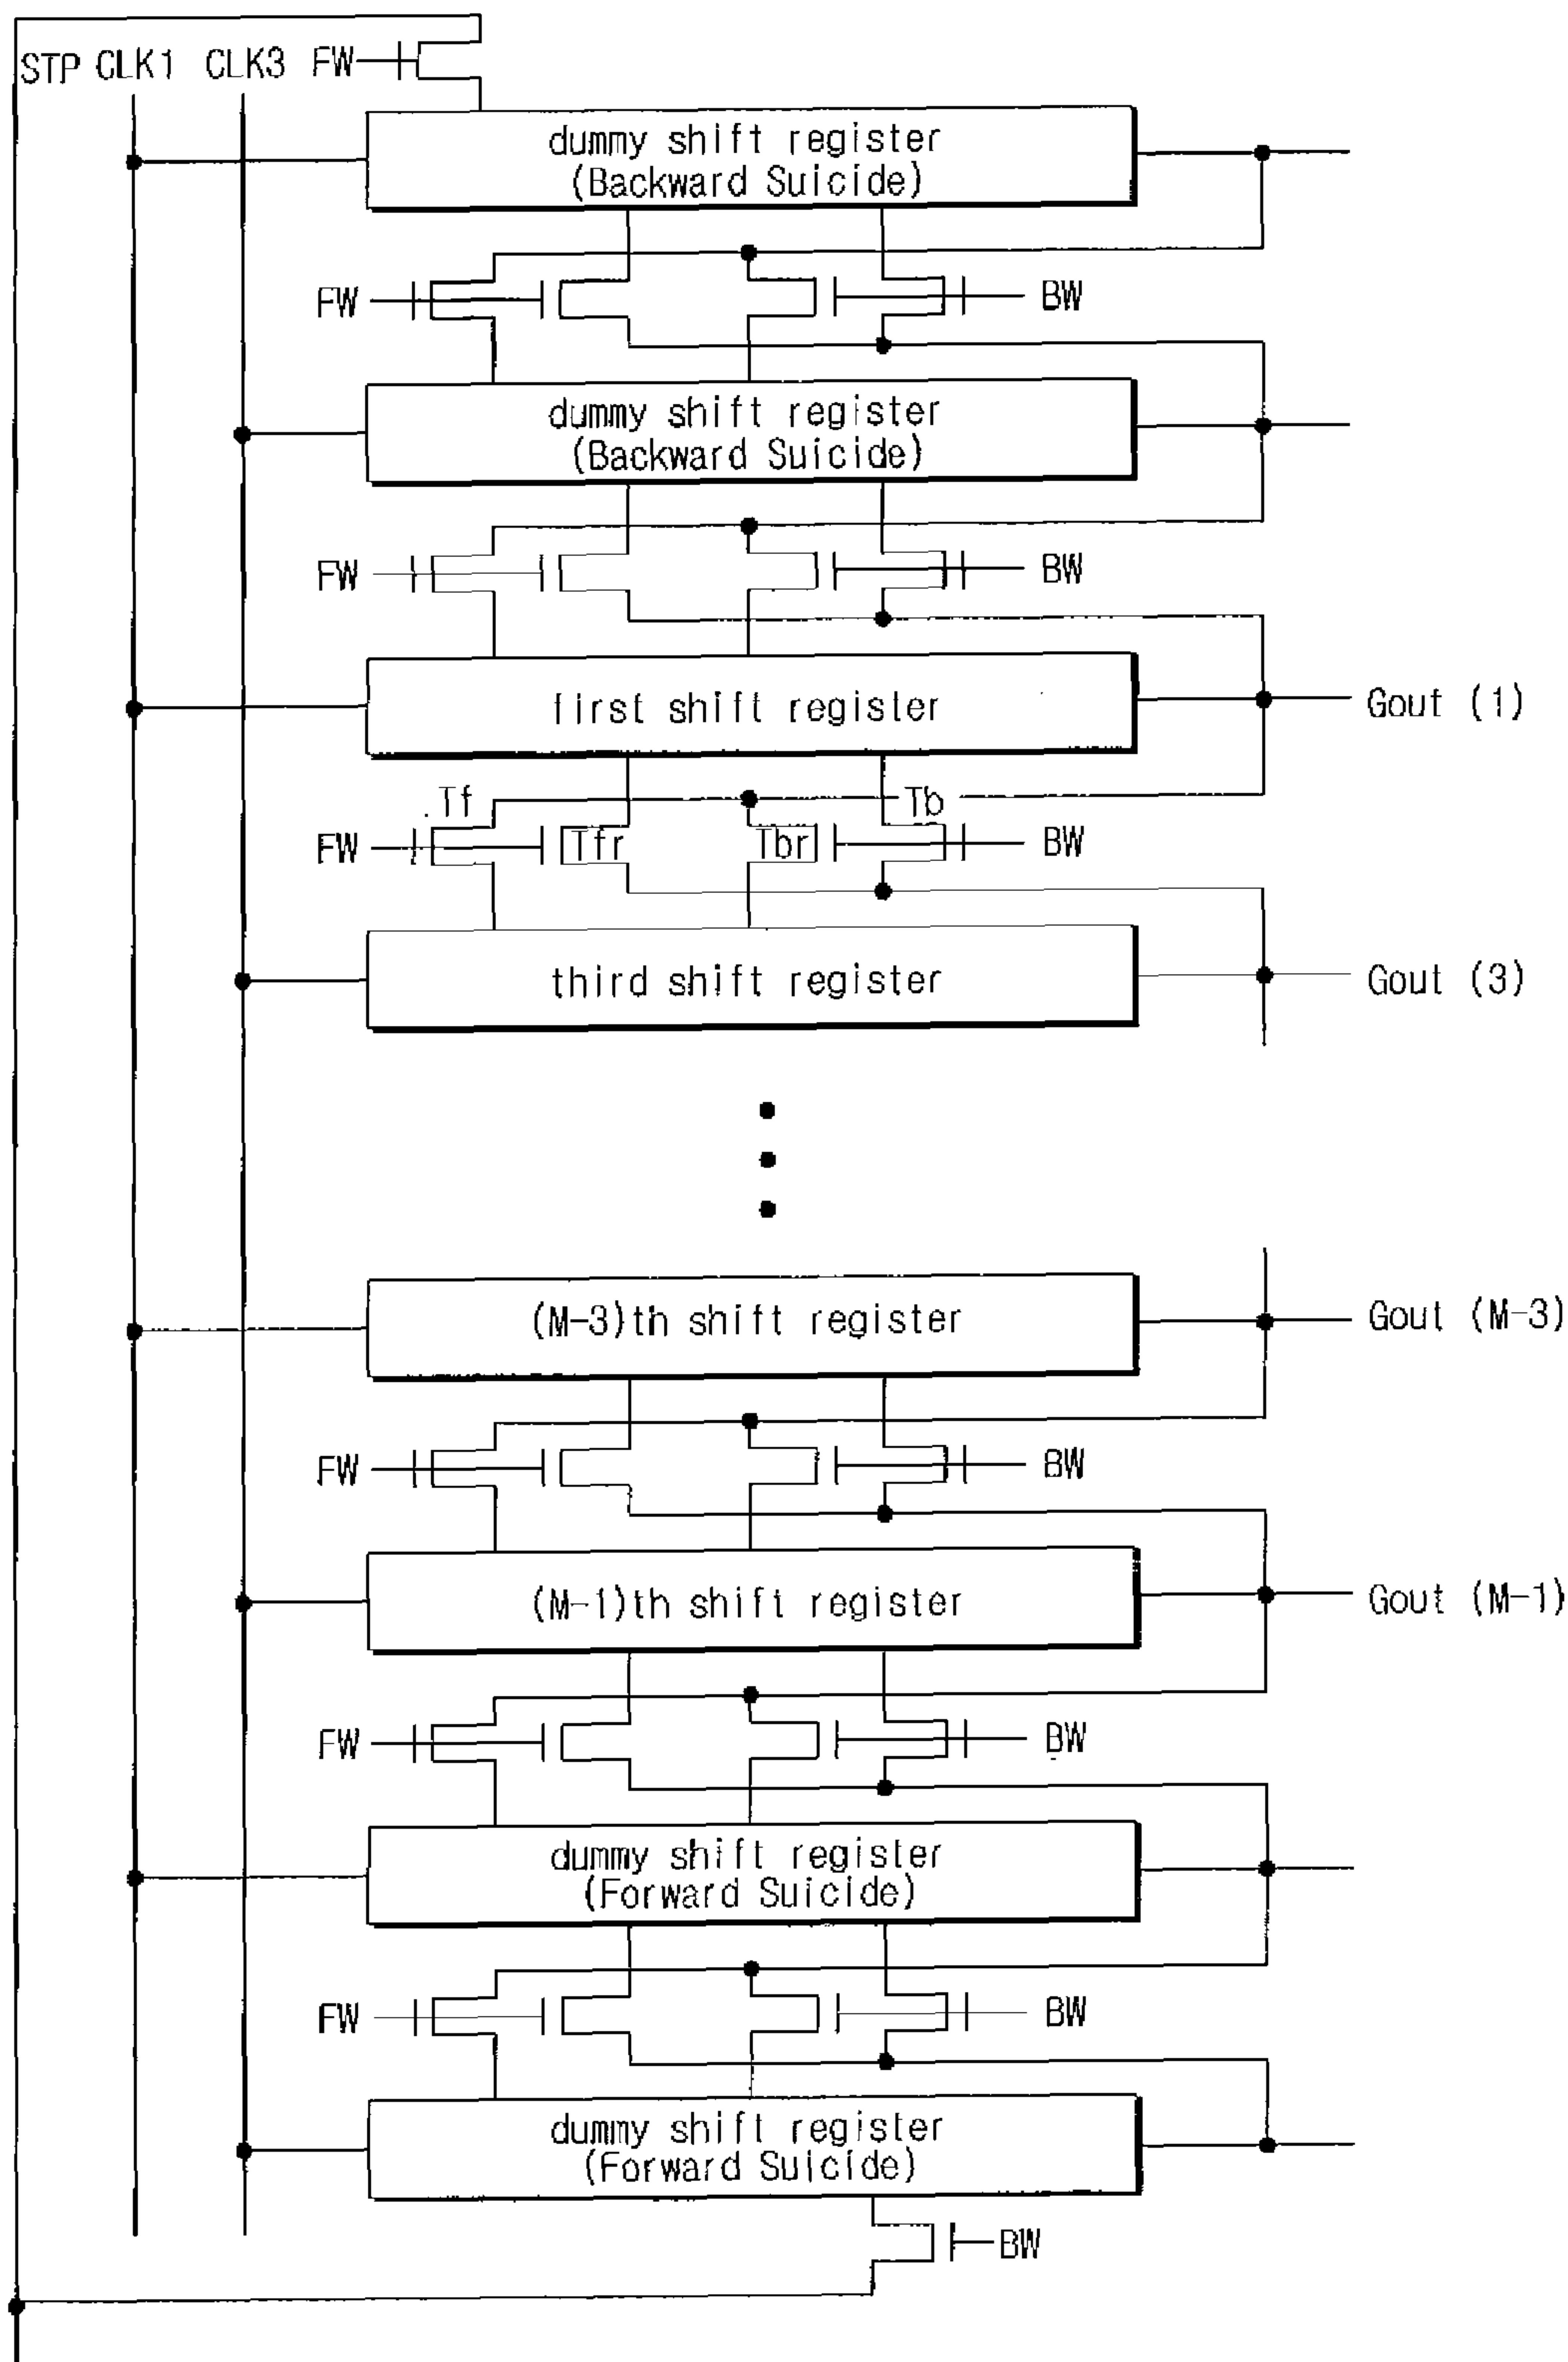 STP CLK1 CLK3 FW
dummy shift register
(Backward Suicide)
FW BW
dummy shift register
(Backward Suicide)
FW BW
first shift register Gout (1)
Tf Tb
FW Tfr Tbr BW
third shift register Gout (3)
(M-3)th shift register Gout (M-3)
FW BW
(M-1)th shift register Gout (M-1)
FW BW
dummy shift register
(Forward Suicide)
FW BW
dummy shift register
(Forward Suicide)
BW